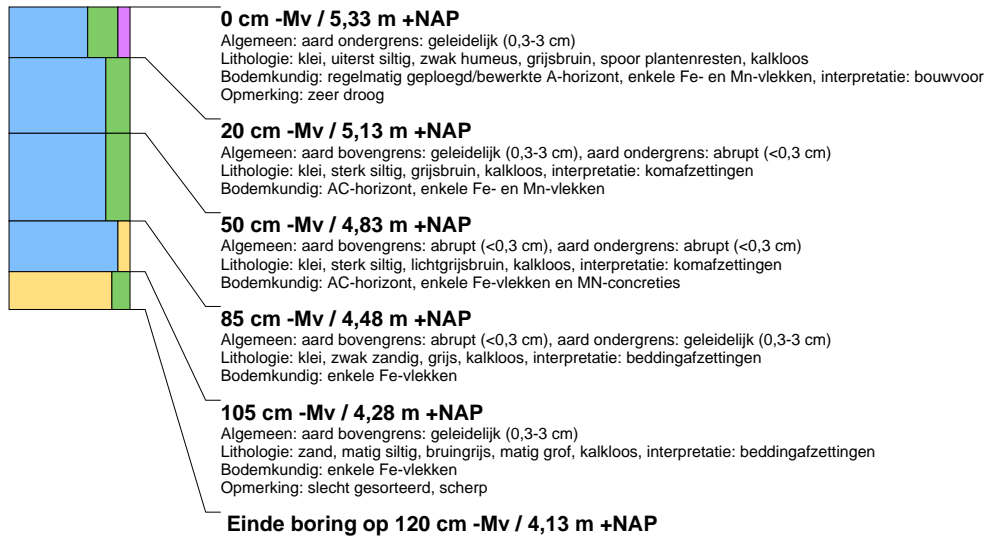 0 cm -Mv / 5,33 m +NAP
Algemeen: aard ondergrens: geleidelijk (0,3-3 cm)
Lithologie: klei, uiterst siltig, zwak humeus, grijsbruin, spoor plantenresten, kalkloos
Bodemkundig: regelmatig geploegd/bewerkte A-horizont, enkele Fe- en Mn-vlekken, interpretatie: bouwvoor
Opmerking: zeer droog
20 cm -Mv / 5,13 m +NAP
Algemeen: aard bovengrens: geleidelijk (0,3-3 cm), aard ondergrens: abrupt (<0,3 cm)
Lithologie: klei, sterk siltig, grijsbruin, kalkloos, interpretatie: komafzettingen
Bodemkundig: AC-horizont, enkele Fe- en Mn-vlekken
50 cm -Mv / 4,83 m +NAP
Algemeen: aard bovengrens: abrupt (<0,3 cm), aard ondergrens: abrupt (<0,3 cm)
Lithologie: klei, sterk siltig, lichtgrijsbruin, kalkloos, interpretatie: komafzettingen
Bodemkundig: AC-horizont, enkele Fe-vlekken en MN-concreties
85 cm -Mv / 4,48 m +NAP
Algemeen: aard bovengrens: abrupt (<0,3 cm), aard ondergrens: geleidelijk (0,3-3 cm)
Lithologie: klei, zwak zandig, grijs, kalkloos, interpretatie: beddingafzettingen
Bodemkundig: enkele Fe-vlekken
105 cm -Mv / 4,28 m +NAP
Algemeen: aard bovengrens: geleidelijk (0,3-3 cm)
Lithologie: zand, matig siltig, bruingrijs, matig grof, kalkloos, interpretatie: beddingafzettingen
Bodemkundig: enkele Fe-vlekken
Opmerking: slecht gesorteerd, scherp
Einde boring op 120 cm -Mv / 4,13 m +NAP